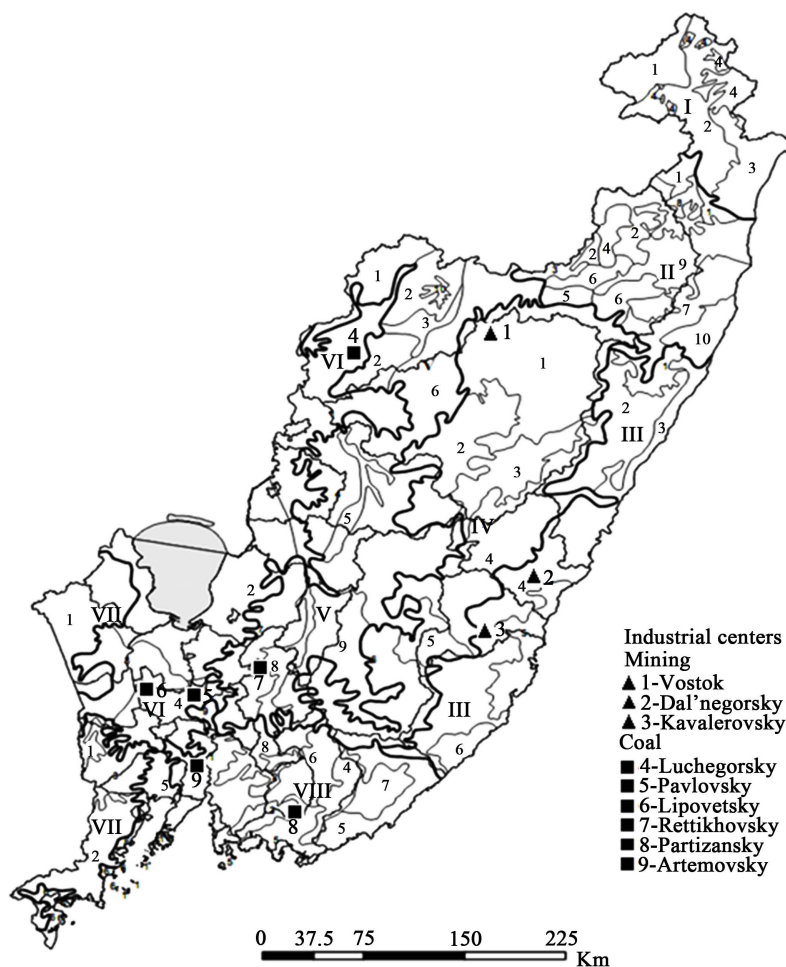 1
4
4
I
2
3
1
2
4
2
II
9
6
5
6
7
10
1
2
3
4
VI
2
1
1
6
2
III
3
2
3
5
IV
4
2
4
2
1
VII
V
9
5
3
8
7
6
5
VI
4
III
6
1
8
6
4
7
9
5
VIII
VII
8
5
2
Industrial centers
Mining
▲ 1-Vostok
▲ 2-Dal’negorsky
▲ 3-Kavalerovsky
Coal
■ 4-Luchegorsky
■ 5-Pavlovsky
■ 6-Lipovetsky
■ 7-Rettikhovsky
■ 8-Partizansky
■ 9-Artemovsky
0 37.5 75 150 225
Km